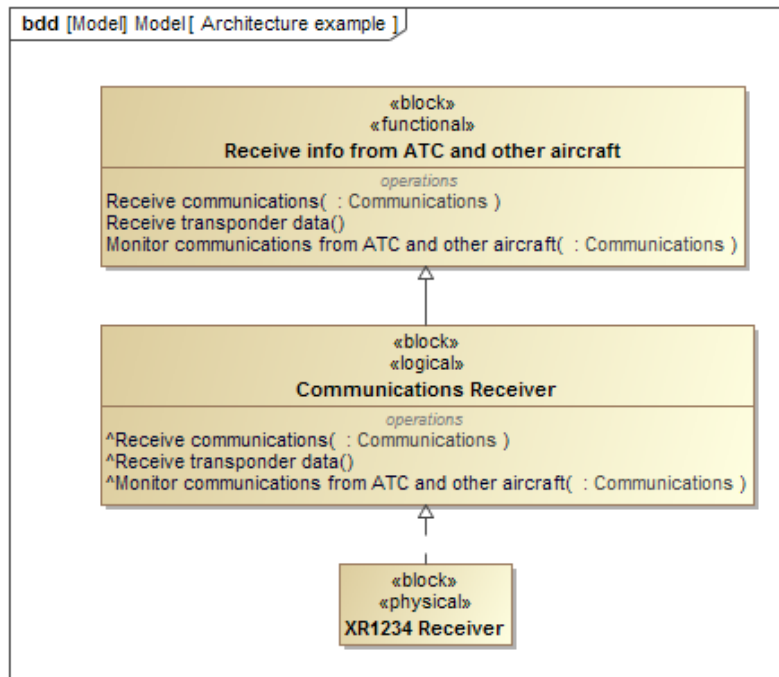 bdd [Model] Model [ Architecture example ]
«block»
«functional»
Receive info from ATC and other aircraft
operations
Receive communications( : Communications )
Receive transponder data()
Monitor communications from ATC and other aircraft( : Communications )
«block»
«logical»
Communications Receiver
operations
^Receive communications( : Communications )
^Receive transponder data()
^Monitor communications from ATC and other aircraft( : Communications )
«block»
«physical»
XR1234 Receiver